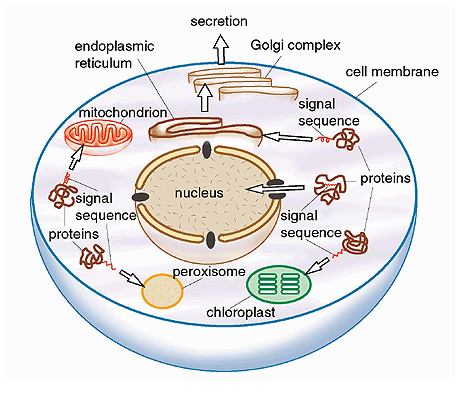 secretion
endoplasmic
reticulum
Golgi complex
cell membrane
mitochondrion
signal
sequence
proteins
nucleus
signal
sequence
signal
sequence
proteins
peroxisome
chloroplast